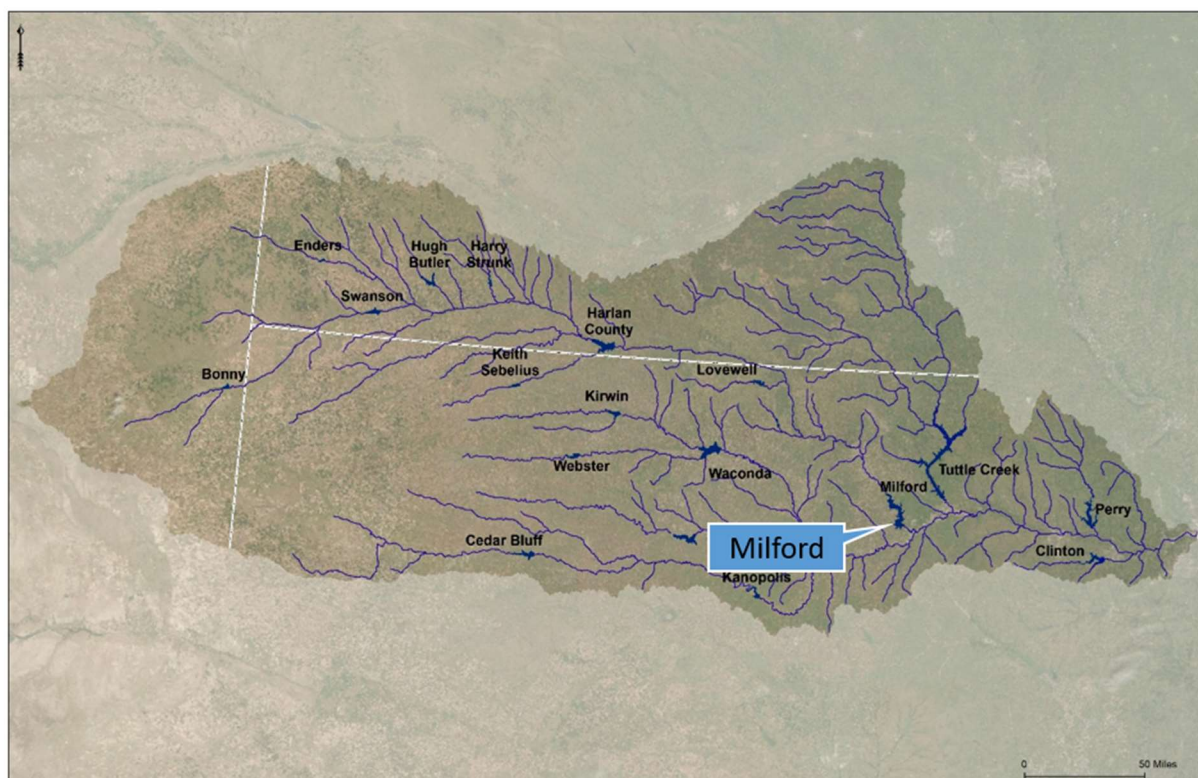 Enders
Hugh
Butler
Harry
Strunk
Swanson
Harlan
County
Bonny
Keith
Sebelius
Lovewell
Kirwin
Webster
Waconda
Tuttle Creek
Milford
Perry
Cedar Bluff
Milford
Clinton
Kanopolis
0
50 Miles